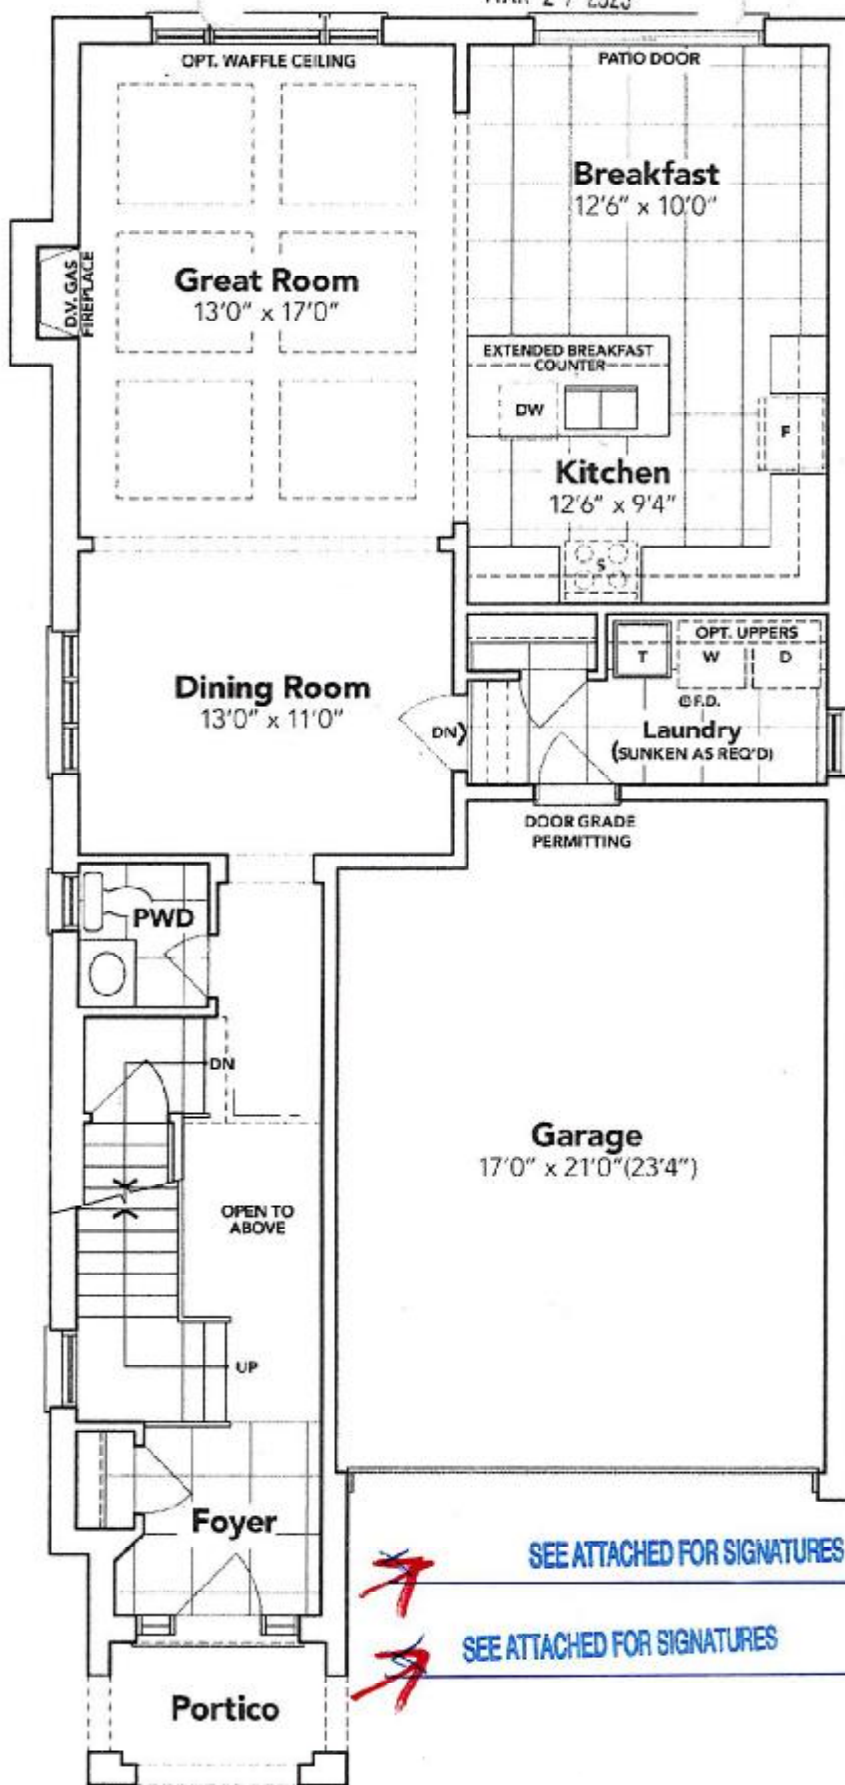 OPT. WAFFLE CEILING
PATIO DOOR
Breakfast
12'6" x 10'0"
Great Room
13'0" x 17'0"
D.V. GAS
FIREPLACE
EXTENDED BREAKFAST
COUNTER
DW
F
Kitchen
12'6" x 9'4"
S
OPT. UPPERS
T
W
D
F.D.
Dining Room
13'0" x 11'0"
DN
Laundry
(SUNKEN AS REQ'D)
DOOR GRADE
PERMITTING
PWD
DN
Garage
17'0" x 21'0"(23'4")
OPEN TO
ABOVE
UP
Foyer
SEE ATTACHED FOR SIGNATURES
SEE ATTACHED FOR SIGNATURES
Portico